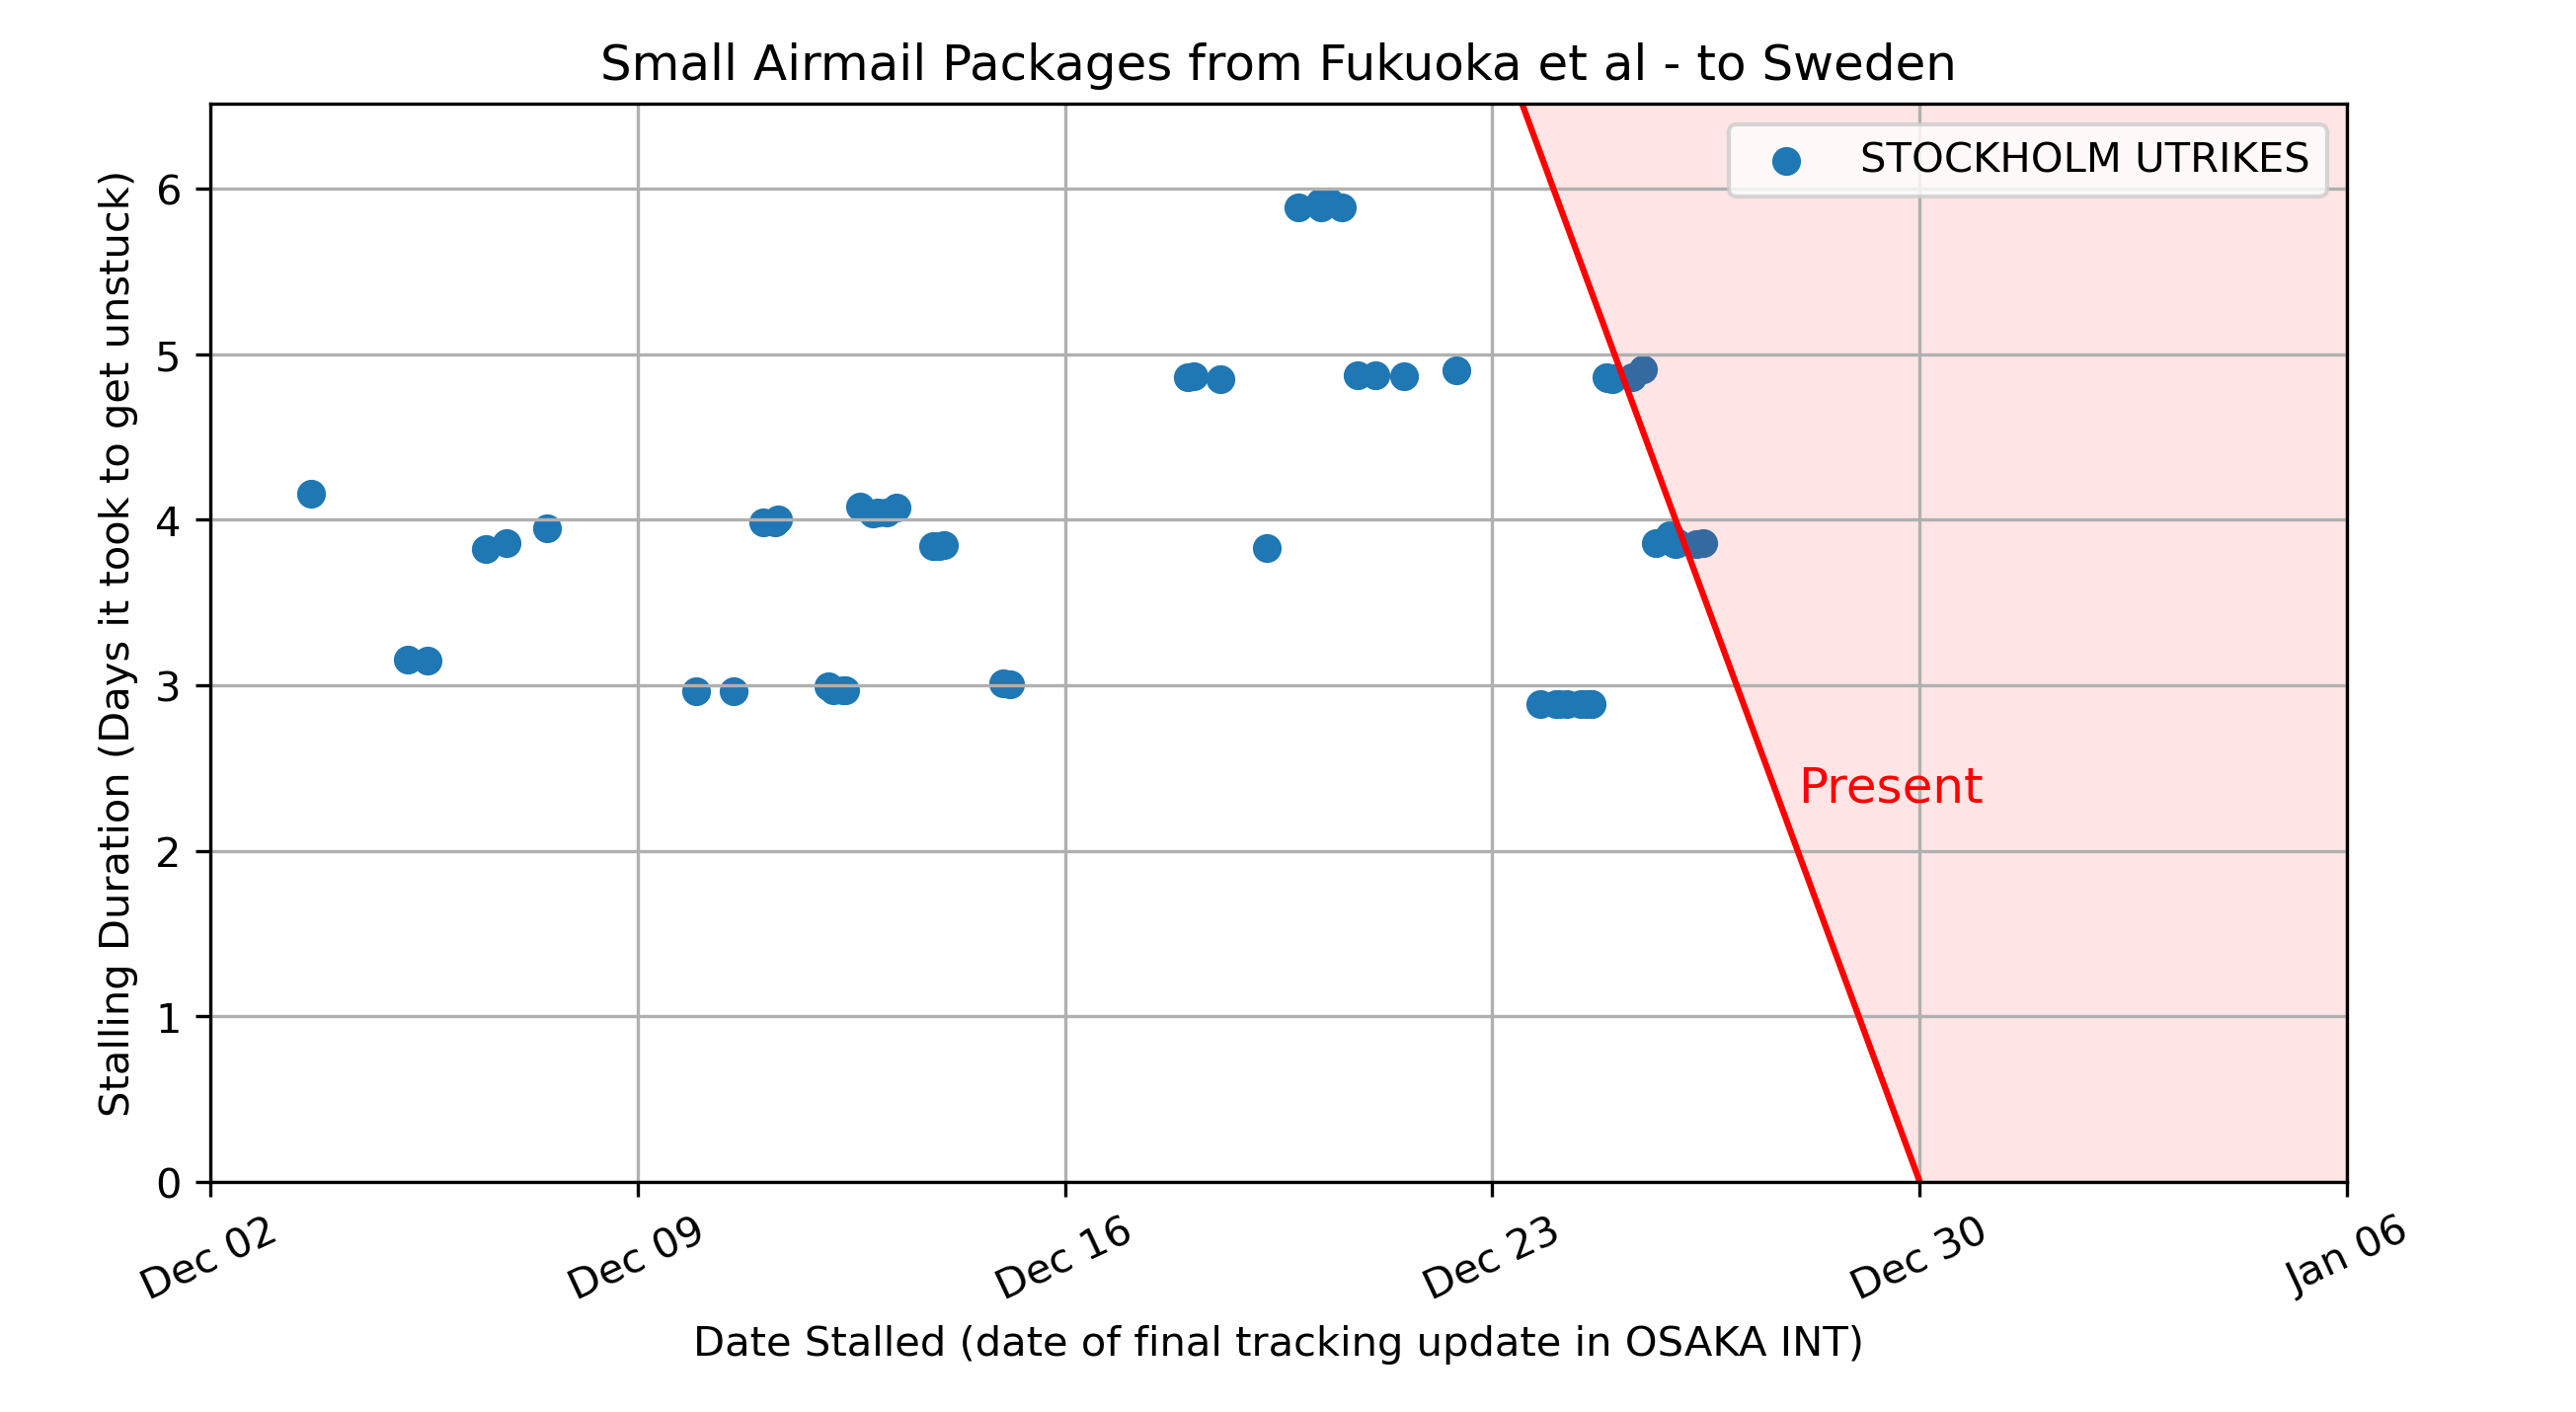 Small Airmail Packages from Fukuoka et al - to Sweden
STOCKHOLM UTRIKES
Stalling Duration (Days it took to get unstuck)
6
5
4
3
2
1
0
Present
Dec 02
Dec 09
Dec 16
Dec 23
Dec 30
Jan 06
Date Stalled (date of final tracking update in OSAKA INT)